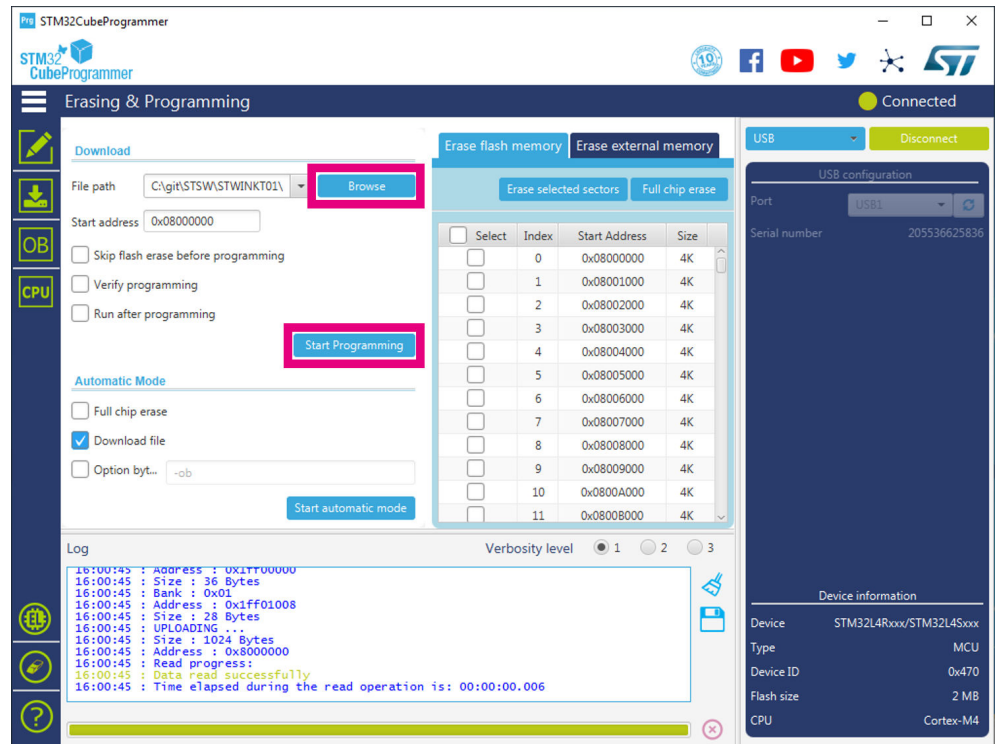 Prg STM32CubeProgrammer
STM32
CubeProgrammer
10
Erasing & Programming
Connected
Download
File path C:\git\STSW\STWINKT01\ Browse
Start address 0x08000000
Skip flash erase before programming
Verify programming
Run after programming
Start Programming
Automatic Mode
Full chip erase
Download file
Option byt... -ob
Start automatic mode
OB
CPU
Erase flash memory Erase external memory
Erase selected sectors Full chip erase
Select Index Start Address Size
0 0x08000000 4K
1 0x08001000 4K
2 0x08002000 4K
3 0x08003000 4K
4 0x08004000 4K
5 0x08005000 4K
6 0x08006000 4K
7 0x08007000 4K
8 0x08008000 4K
9 0x08009000 4K
10 0x0800A000 4K
11 0x0800B000 4K
USB Disconnect
USB configuration
Port USB1
Serial number 205536625836
Log Verbosity level 1 2 3
16:00:45 : Address : 0x1ff00000
16:00:45 : Size : 36 Bytes
16:00:45 : Bank : 0x01
16:00:45 : Address : 0x1ff01008
16:00:45 : Size : 28 Bytes
16:00:45 : UPLOADING ...
16:00:45 : Size : 1024 Bytes
16:00:45 : Address : 0x8000000
16:00:45 : Read progress:
16:00:45 : Data read successfully
16:00:45 : Time elapsed during the read operation is: 00:00:00.006
EL
?
Device information
Device STM32L4Rxxx/STM32L4Sxxx
Type MCU
Device ID 0x470
Flash size 2 MB
CPU Cortex-M4